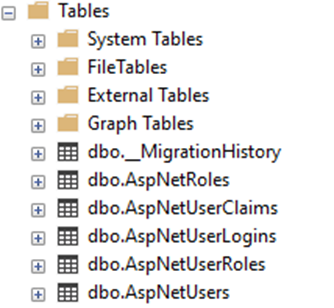 Tables
System Tables
FileTables
External Tables
Graph Tables
dbo.__MigrationHistory
dbo.AspNetRoles
dbo.AspNetUserClaims
dbo.AspNetUserLogins
dbo.AspNetUserRoles
dbo.AspNetUsers